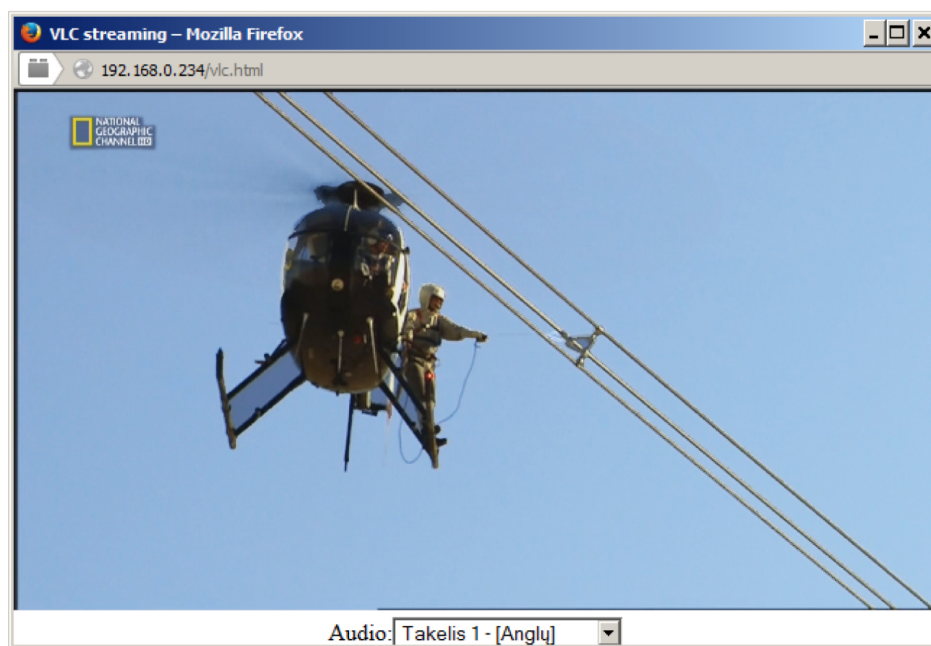 VLC streaming – Mozilla Firefox
192.168.0.234/vlc.html
NATIONAL
GEOGRAPHIC
CHANNEL HD
Audio: Takelis 1 - [Anglų]